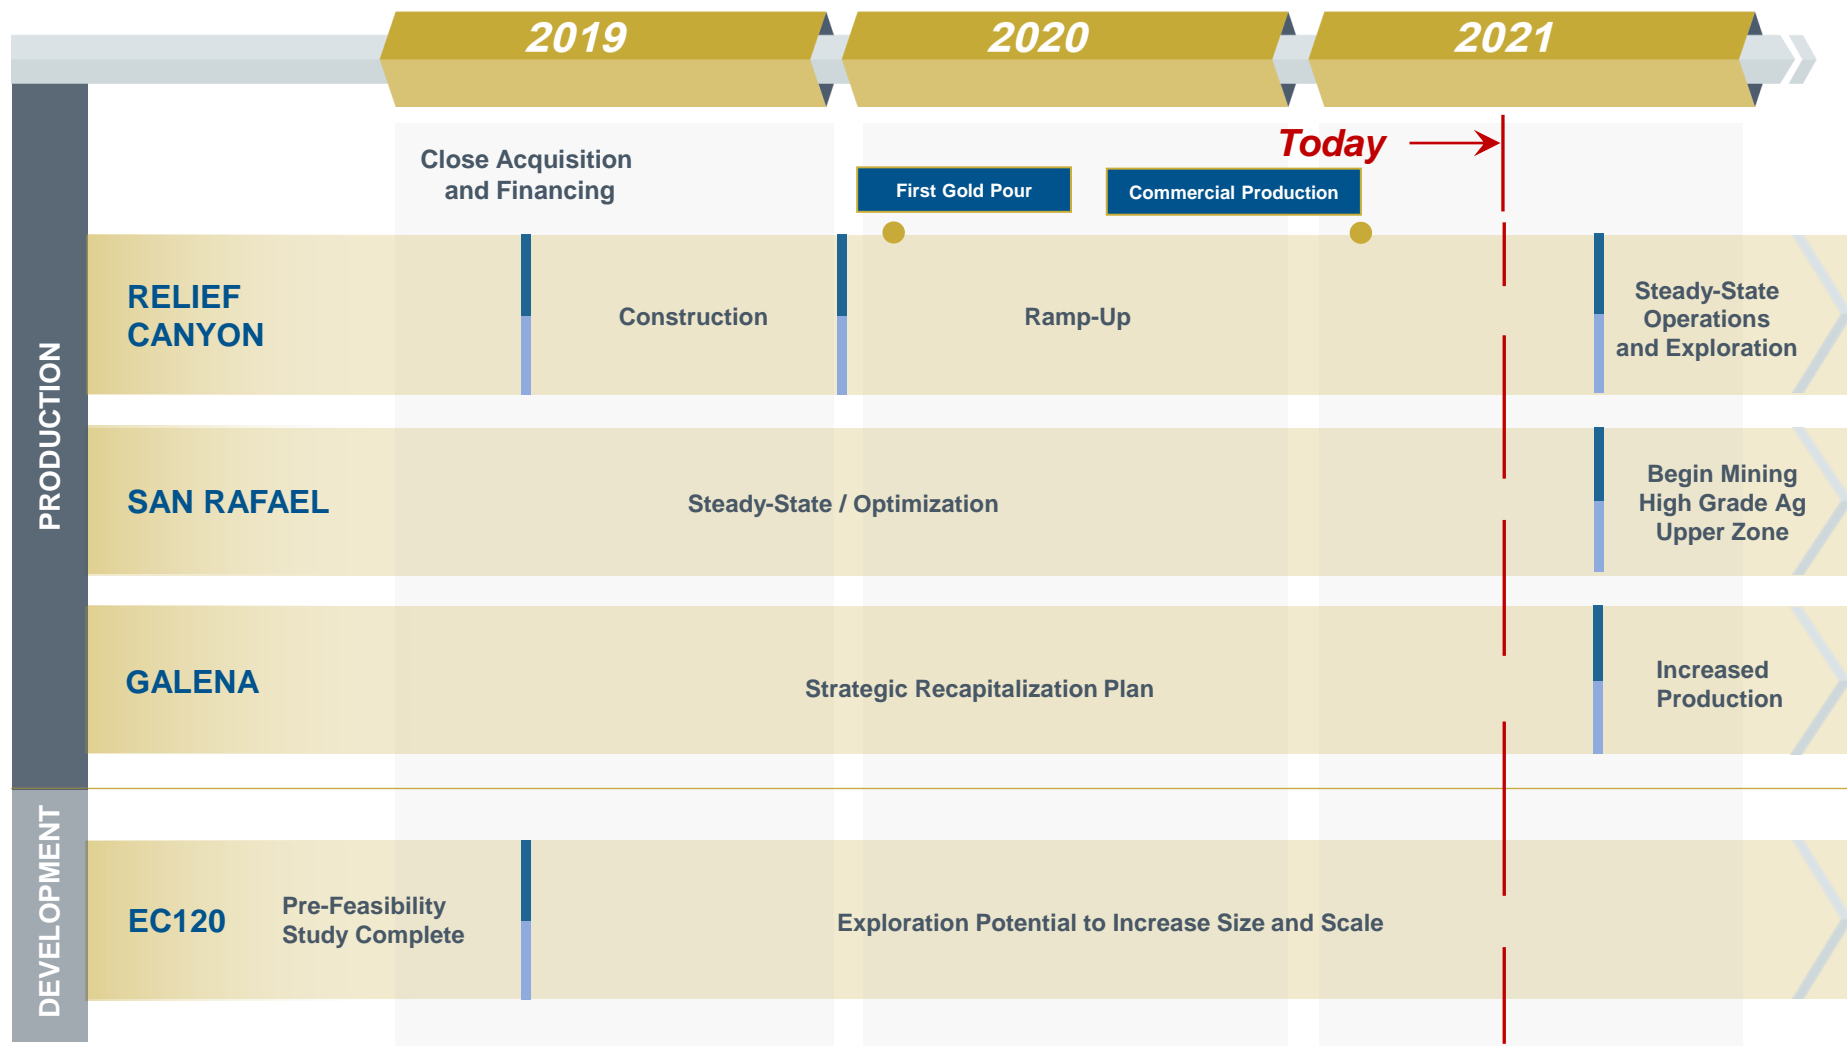 2019
2020
2021
Today
Close Acquisition
and Financing
First Gold Pour
Commercial Production
PRODUCTION
RELIEF
CANYON
Construction
Ramp-Up
Steady-State
Operations
and Exploration
SAN RAFAEL
Steady-State / Optimization
Begin Mining
High Grade Ag
Upper Zone
GALENA
Strategic Recapitalization Plan
Increased
Production
DEVELOPMENT
EC120
Pre-Feasibility
Study Complete
Exploration Potential to Increase Size and Scale